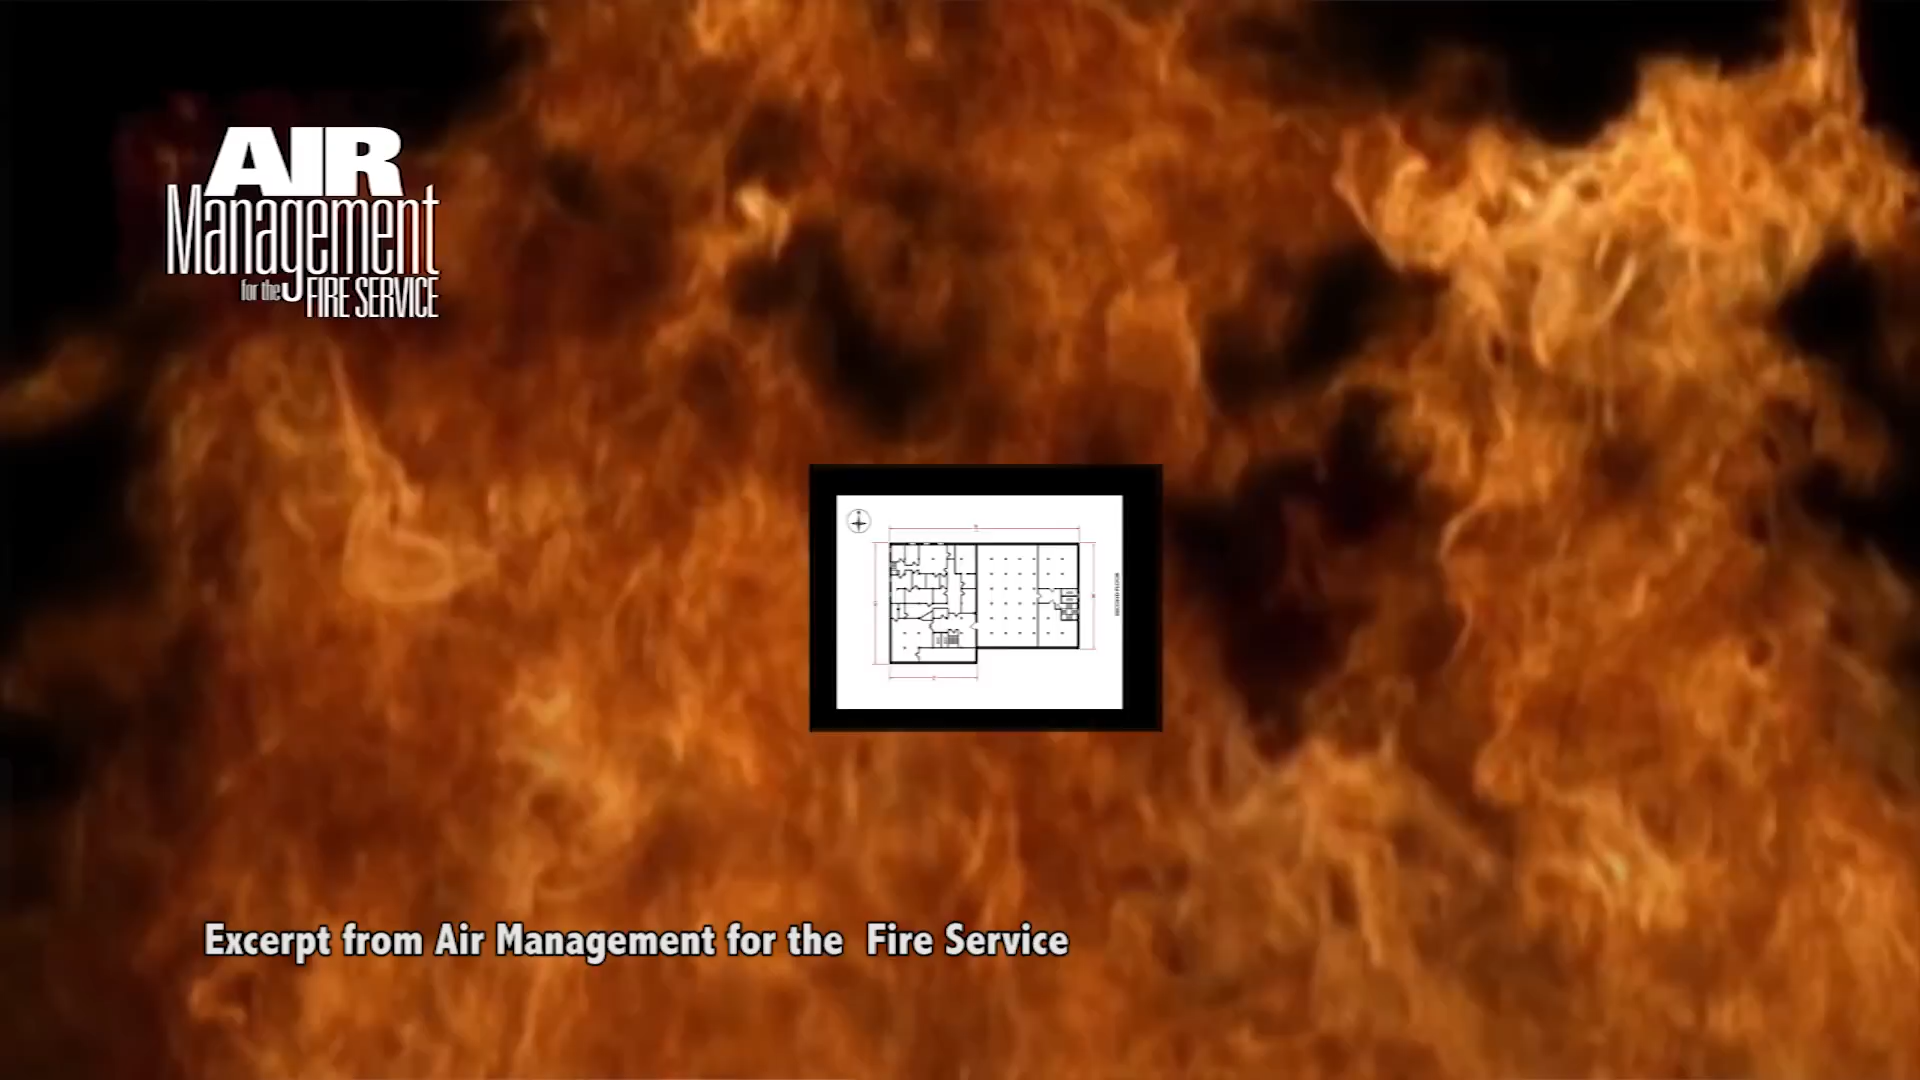 AIR
Management
for the FIRE SERVICE
Excerpt from Air Management for the  Fire Service